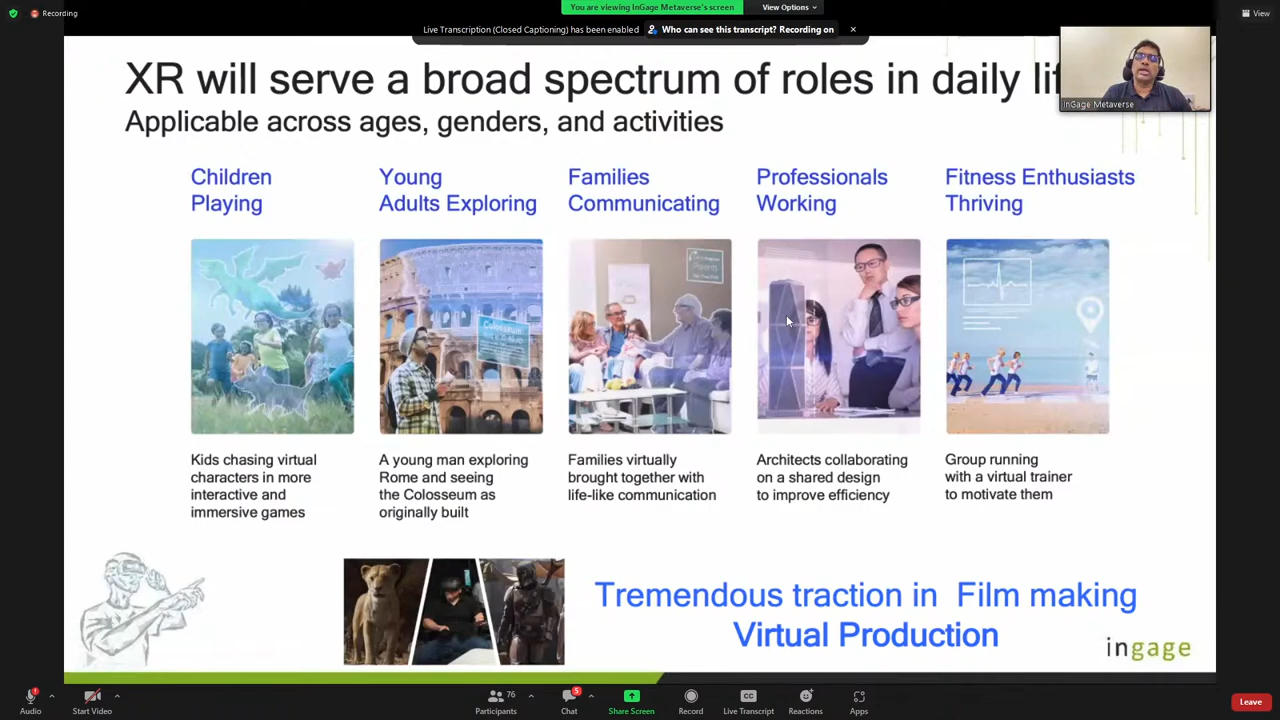 Recording
You are viewing InGage Metaverse's screen
View Options
View
Live Transcription (Closed Captioning) has been enabled
Who can see this transcript? Recording on
XR will serve a broad spectrum of roles in daily lif
Applicable across ages, genders, and activities
InGage Metaverse
Children
Playing
Young
Adults Exploring
Families
Communicating
Professionals
Working
Fitness Enthusiasts
Thriving
Colosseum
Parents
Kids chasing virtual
characters in more
interactive and
immersive games
A young man exploring
Rome and seeing
the Colosseum as
originally built
Families virtually
brought together with
life-like communication
Architects collaborating
on a shared design
to improve efficiency
Group running
with a virtual trainer
to motivate them
Tremendous traction in Film making
Virtual Production
ingage
Audio
Start Video
76
Participants
5
Chat
Share Screen
Record
CC
Live Transcript
Reactions
Apps
Leave